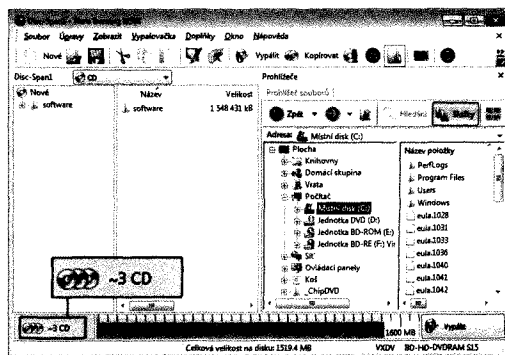 Soubor Úpravy Zobrazit Vypalovačka Doplňky Okno Nápověda
Nové Vypálit Kopírovat
Disc-Span1 CD Prohlížeče
Nové Název Velikost Prohlížeč souborů
software software 1 548 431 kB
Zpět Hledání Složky
Adresa: Místní disk (C:)
Plocha Název položky
Knihovny PerfLogs
Domácí skupina Program Files
Vrata Users
Počítač Windows
Místní disk (C:) eula.1028
Jednotka DVD (D:) eula.1031
Jednotka BD-ROM (E:) eula.1033
Jednotka BD-RE (F:) Vir eula.1036
Síť eula.1040
Ovládací panely eula.1041
Koš eula.1042
_ChipDVD
~3 CD
~3 CD 1600 MB Vypálit
Celková velikost na disku: 1519.4 MB VXDV BD-HD-DVDRAM S15